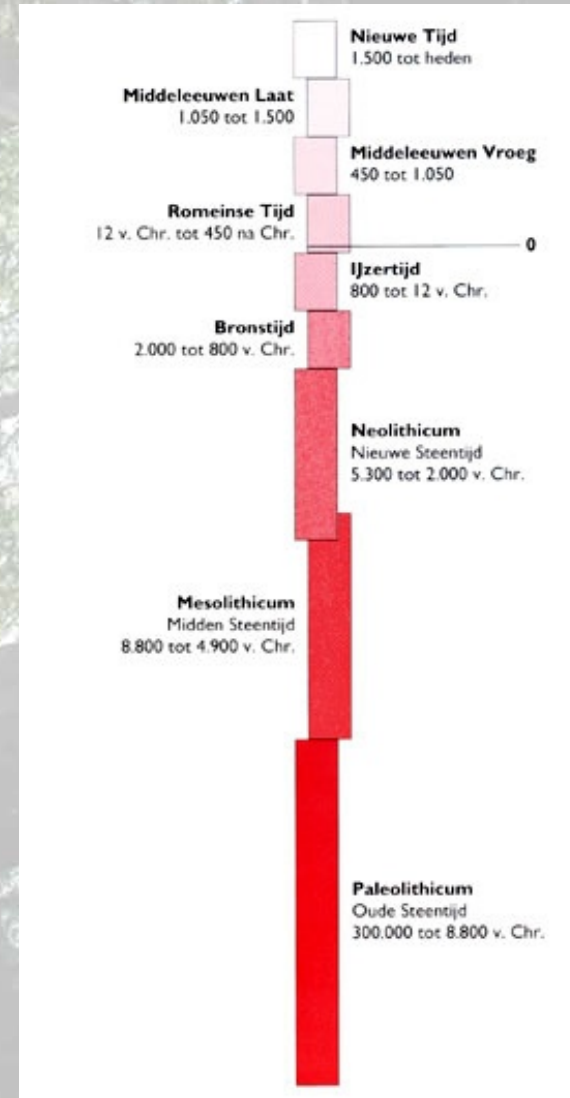 Nieuwe Tijd
1.500 tot heden
Middeleeuwen Laat
1.050 tot 1.500
Middeleeuwen Vroeg
450 tot 1.050
Romeinse Tijd
12 v. Chr. tot 450 na Chr.
0
IJzertijd
800 tot 12 v. Chr.
Bronstijd
2.000 tot 800 v. Chr.
Neolithicum
Nieuwe Steentijd
5.300 tot 2.000 v. Chr.
Mesolithicum
Midden Steentijd
8.800 tot 4.900 v. Chr.
Paleolithicum
Oude Steentijd
300.000 tot 8.800 v. Chr.